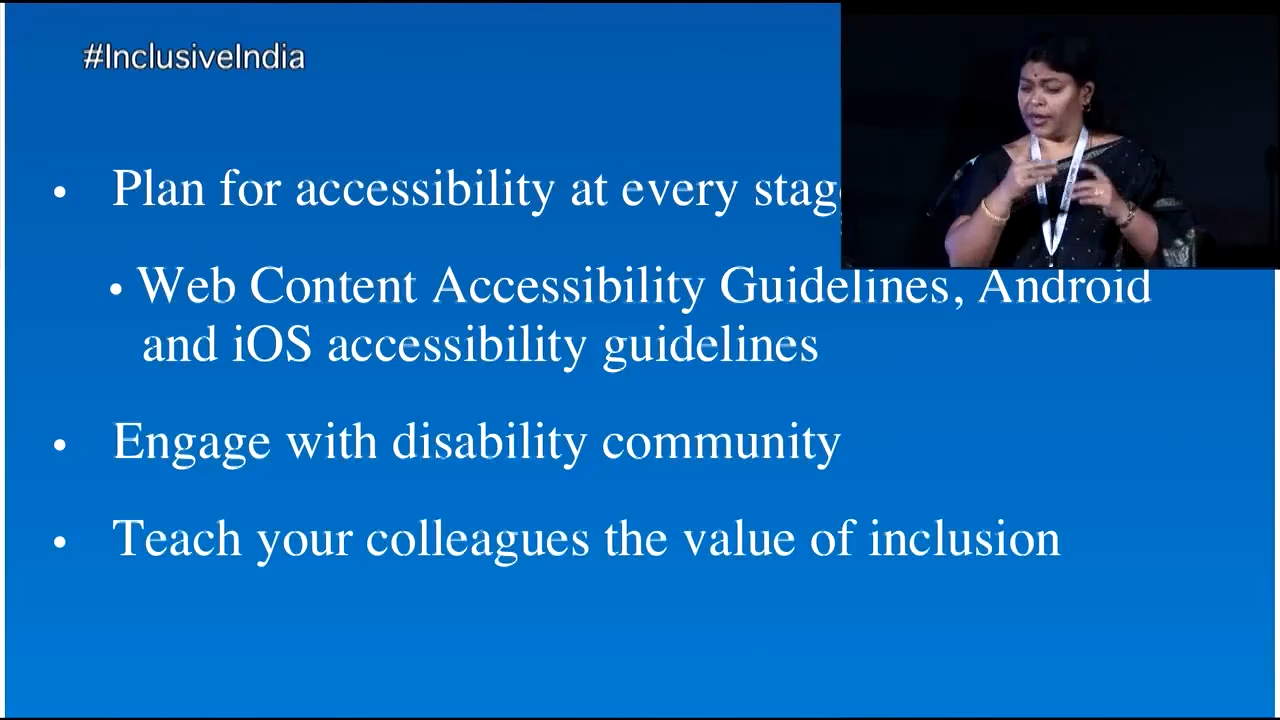 #InclusiveIndia
• Plan for accessibility at every
• Web Content Accessibility Guidelines, Android
and iOS accessibility guidelines
• Engage with disability community
• Teach your colleagues the value of inclusion